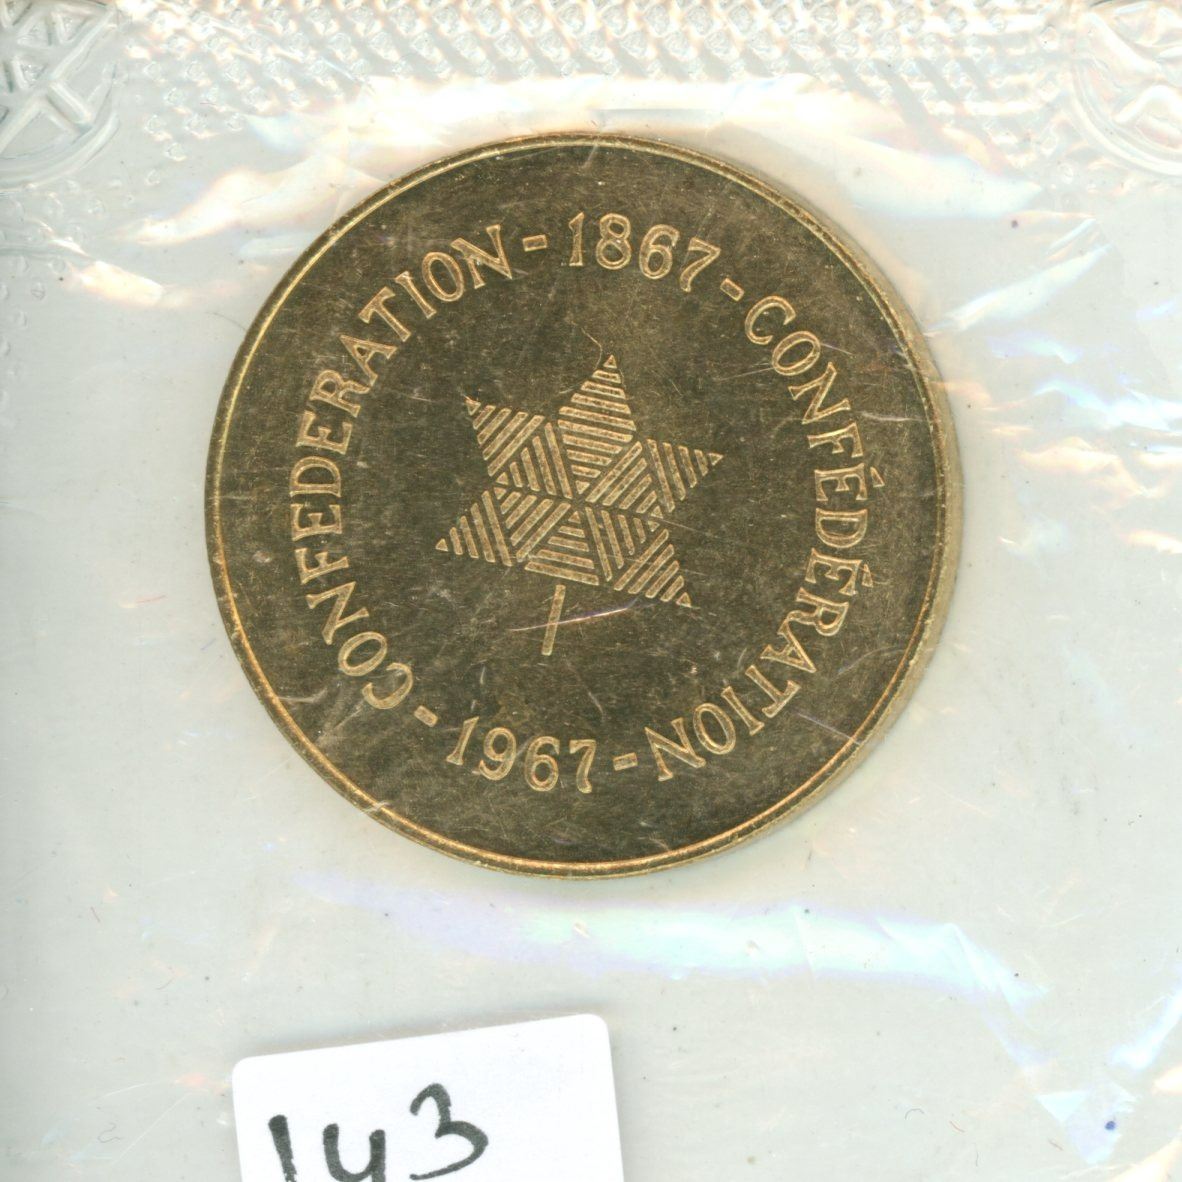 CONFEDERATION - 1867 - CONFÉDÉRATION - 1967 -
143